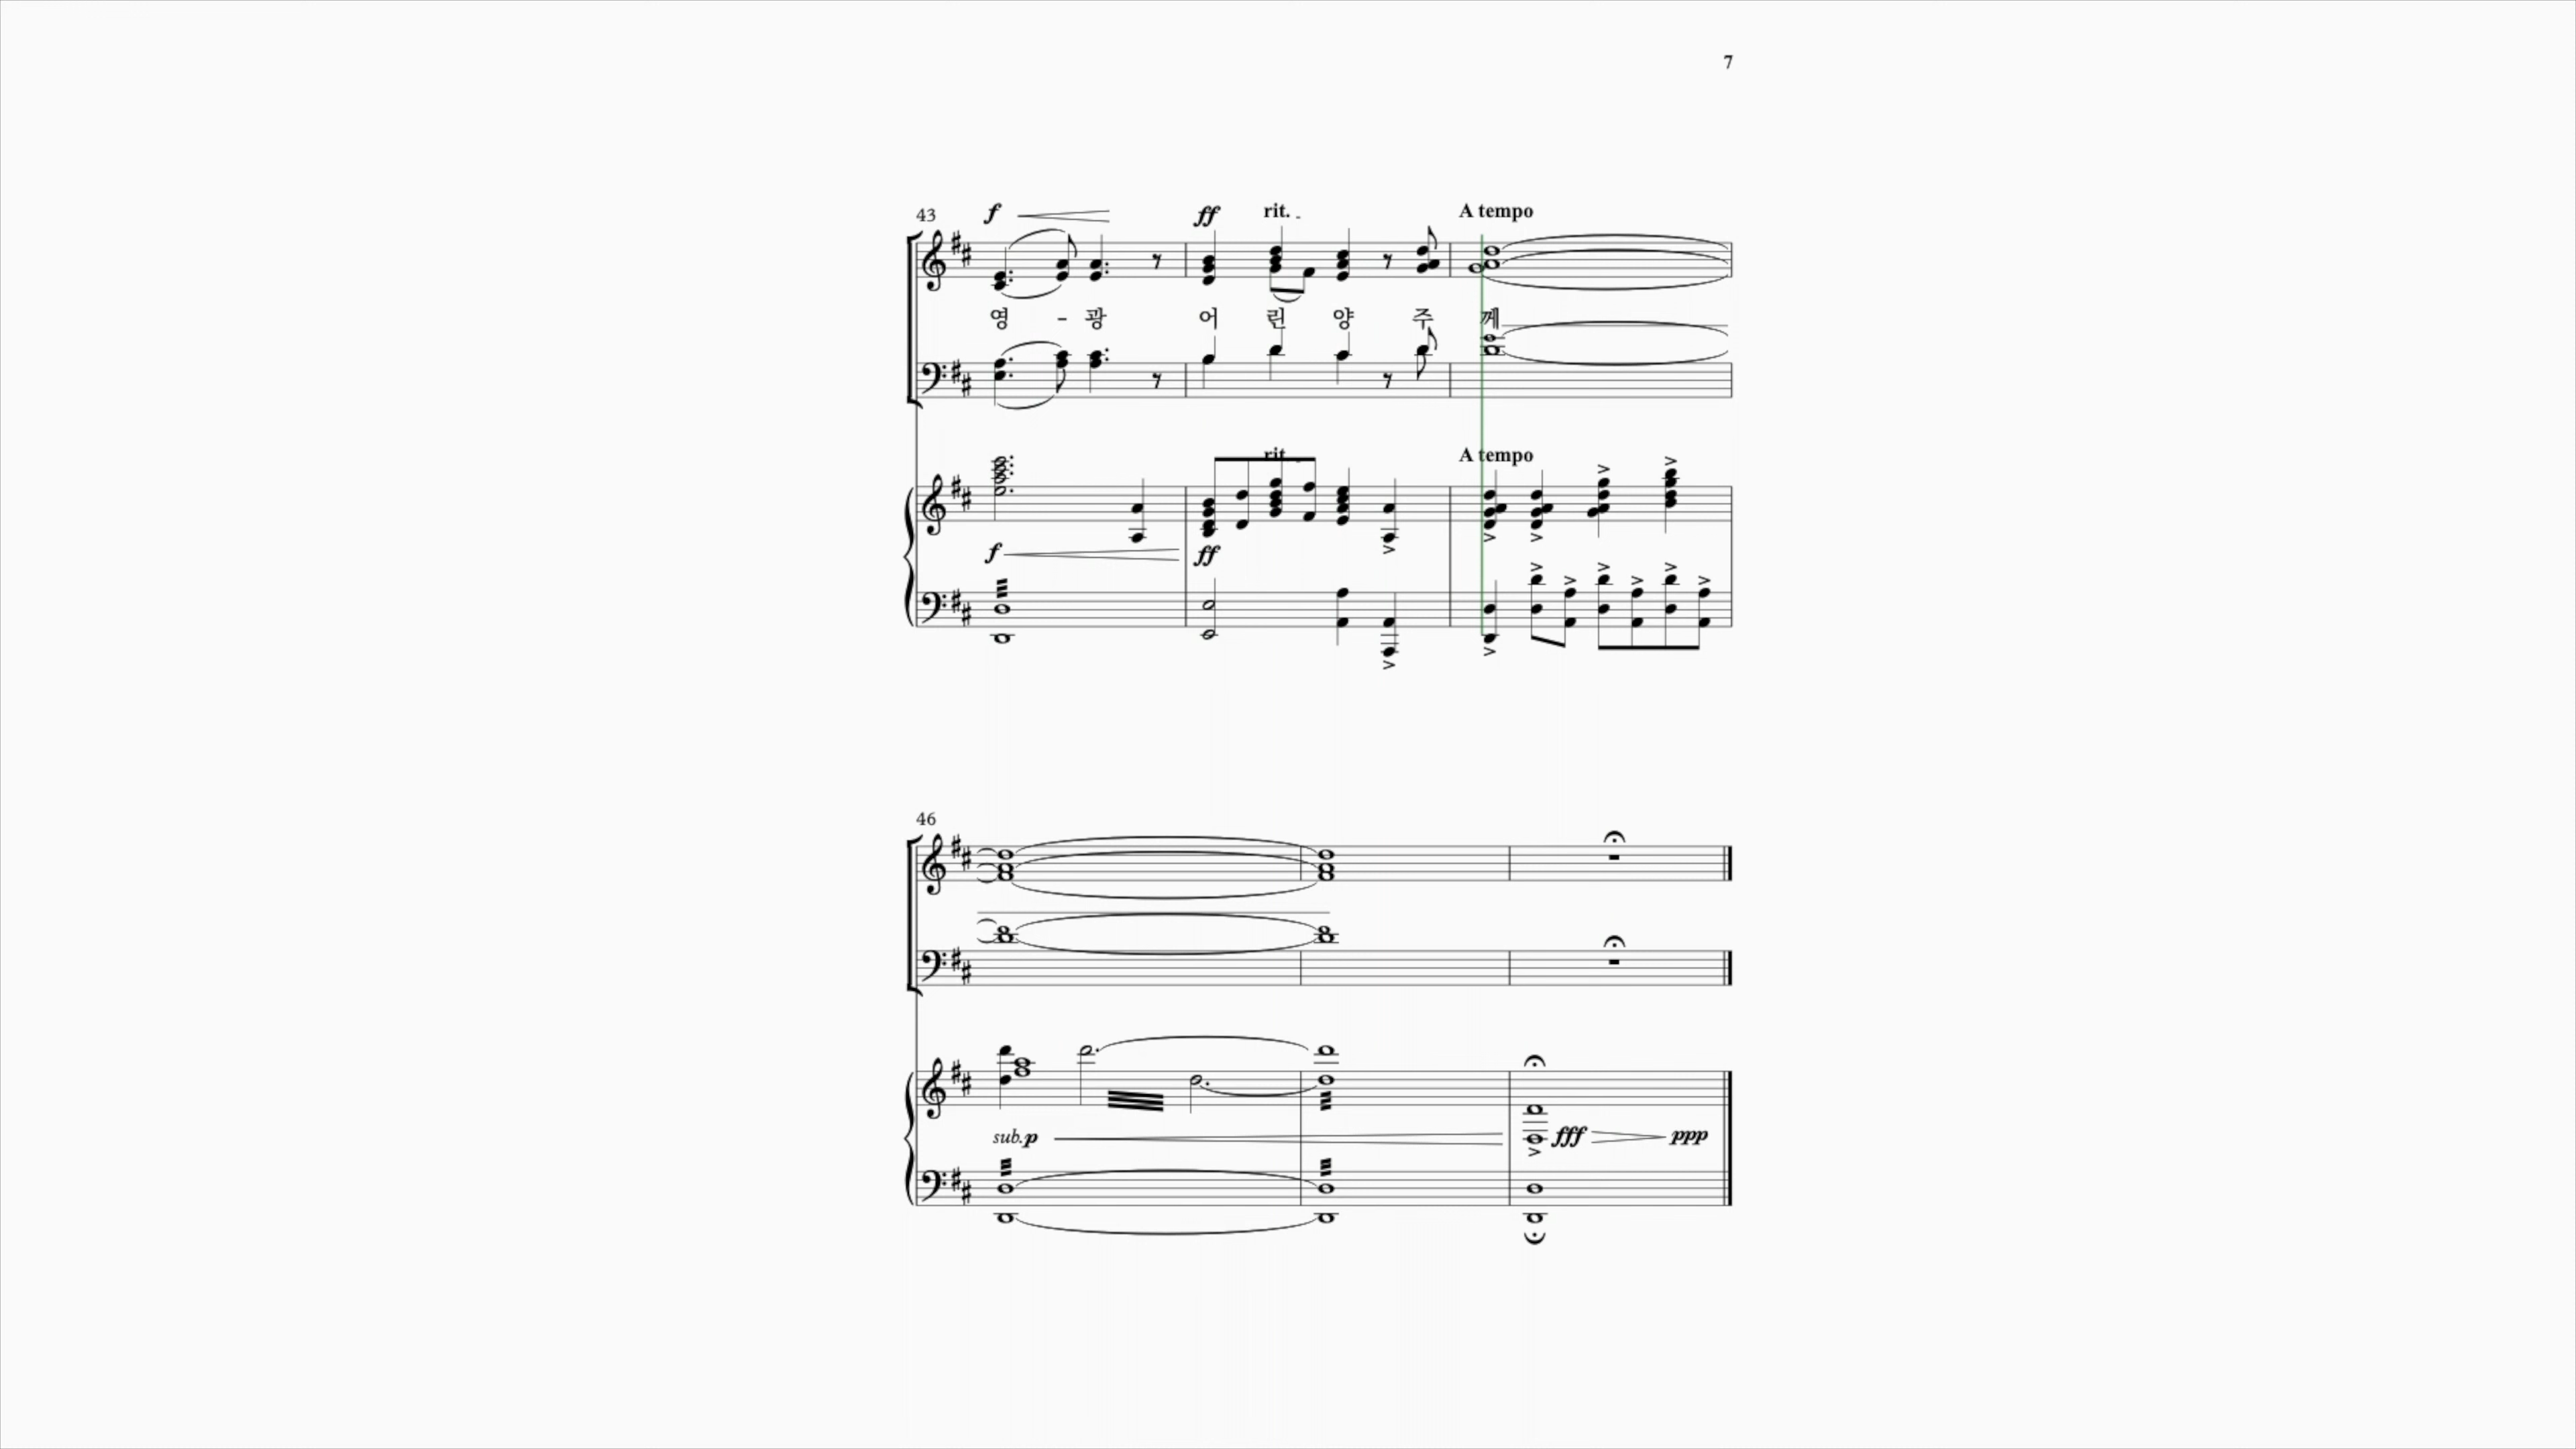 7
43
f ff rit. A tempo
영 - 광 어 린 양 주 께
rit. A tempo
f ff
46
sub. p fff ppp